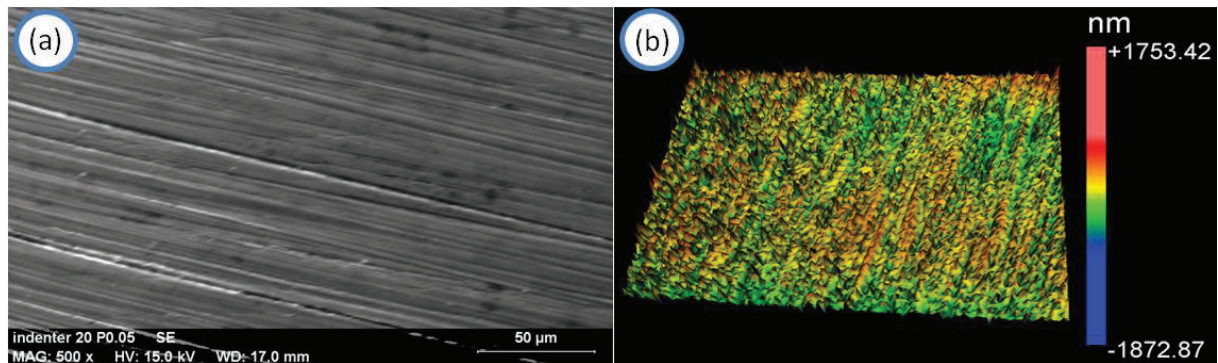 (a)
indenter 20 P0.05 SE
MAG: 500 x HV: 15.0 kV WD: 17.0 mm
50 µm
(b)
nm
+1753.42
-1872.87